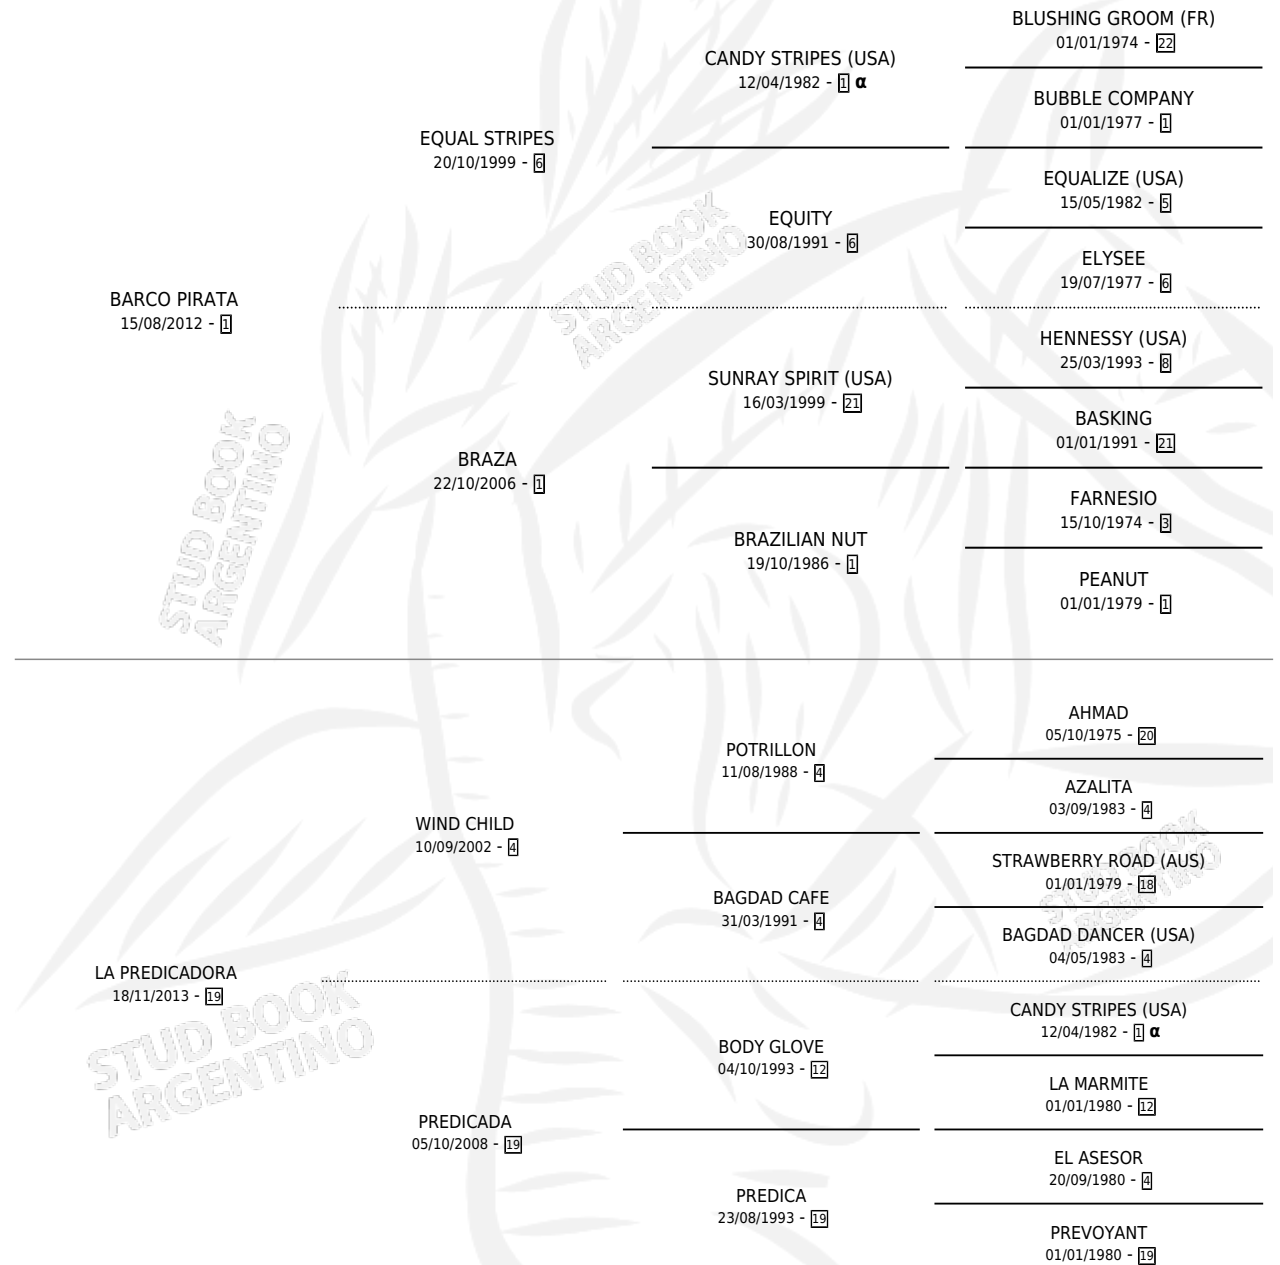 BLUSHING GROOM (FR)
01/01/1974 - 22
CANDY STRIPES (USA)
12/04/1982 - 1 α
BUBBLE COMPANY
01/01/1977 - 1
EQUAL STRIPES
20/10/1999 - 6
EQUALIZE (USA)
15/05/1982 - 5
EQUITY
30/08/1991 - 6
ELYSEE
19/07/1977 - 6
BARCO PIRATA
15/08/2012 - 1
HENNESSY (USA)
25/03/1993 - 8
SUNRAY SPIRIT (USA)
16/03/1999 - 21
BASKING
01/01/1991 - 21
BRAZA
22/10/2006 - 1
FARNESIO
15/10/1974 - 3
BRAZILIAN NUT
19/10/1986 - 1
PEANUT
01/01/1979 - 1
AHMAD
05/10/1975 - 20
POTRILLON
11/08/1988 - 4
AZALITA
03/09/1983 - 4
WIND CHILD
10/09/2002 - 4
STRAWBERRY ROAD (AUS)
01/01/1979 - 18
BAGDAD CAFE
31/03/1991 - 4
BAGDAD DANCER (USA)
04/05/1983 - 4
LA PREDICADORA
18/11/2013 - 19
CANDY STRIPES (USA)
12/04/1982 - 1 α
BODY GLOVE
04/10/1993 - 12
LA MARMITE
01/01/1980 - 12
PREDICADA
05/10/2008 - 19
EL ASESOR
20/09/1980 - 4
PREDICA
23/08/1993 - 19
PREVOYANT
01/01/1980 - 19
STUD BOOK
ARGENTINO
STUD BOOK
ARGENTINO
STUD BOOK
ARGENTINO
STUD BOOK
ARGENTINO